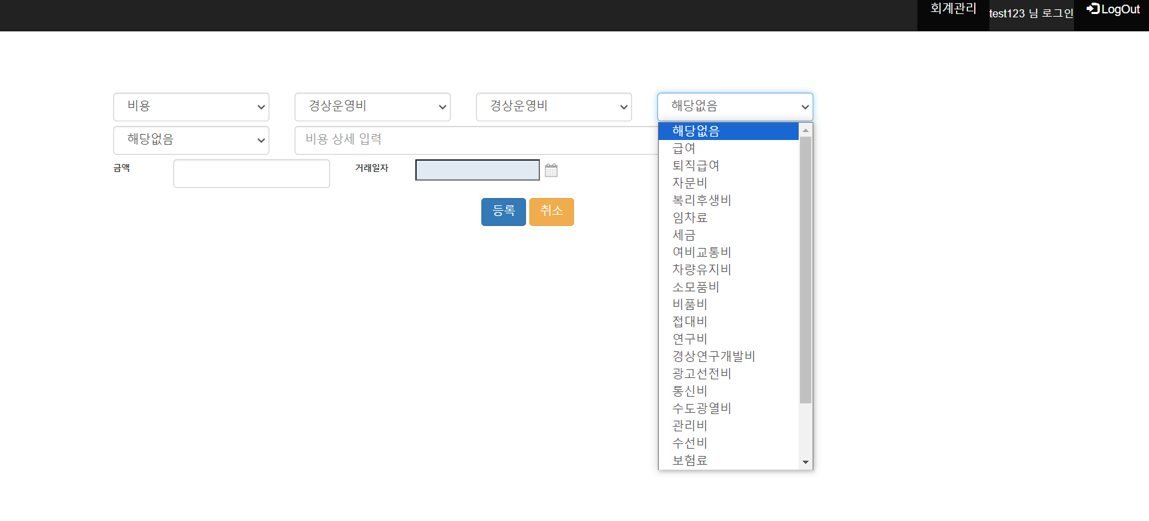 회계관리
test123 님 로그인
LogOut
비용
경상운영비
경상운영비
해당없음
해당없음
비용 상세 입력
금액
거래일자
등록
취소
해당없음
급여
퇴직급여
자문비
복리후생비
임차료
세금
여비교통비
차량유지비
소모품비
비품비
접대비
연구비
경상연구개발비
광고선전비
통신비
수도광열비
관리비
수선비
보험료